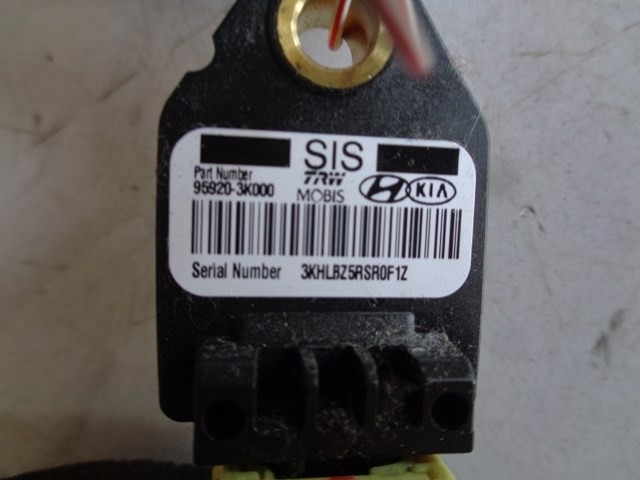 SIS
Part Number
95920-3K000
TRW
MOBIS
KIA
Serial Number 3KHLBZ5RSR0F1Z